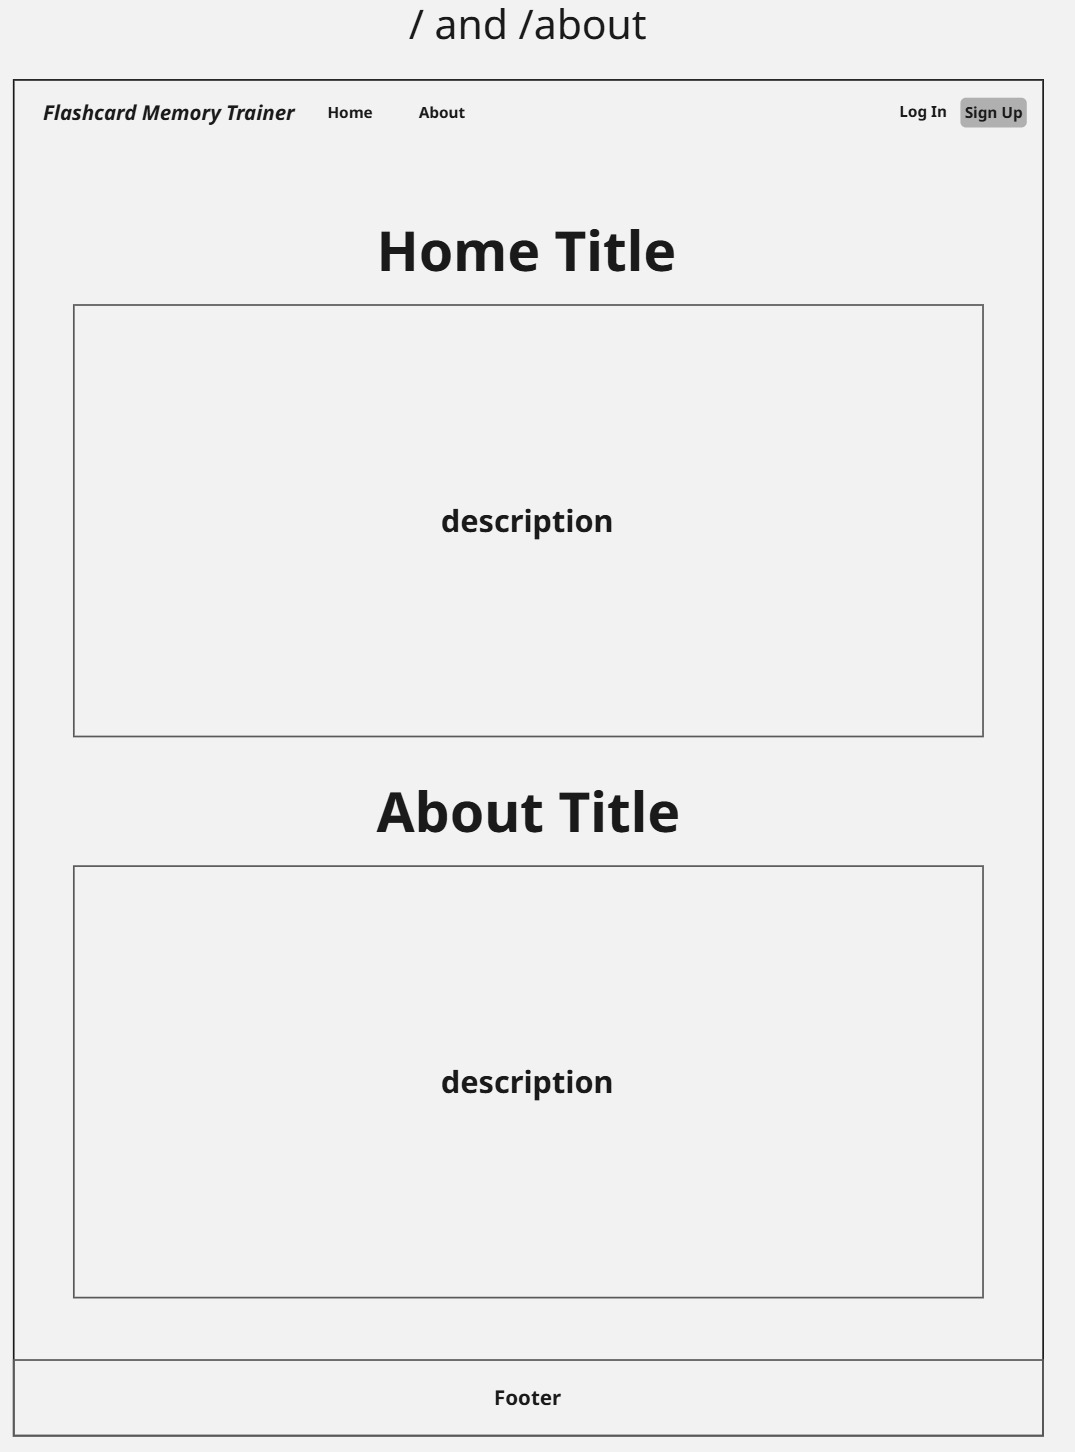 / and /about
Flashcard Memory Trainer Home About Log In Sign Up
Home Title
description
About Title
description
Footer